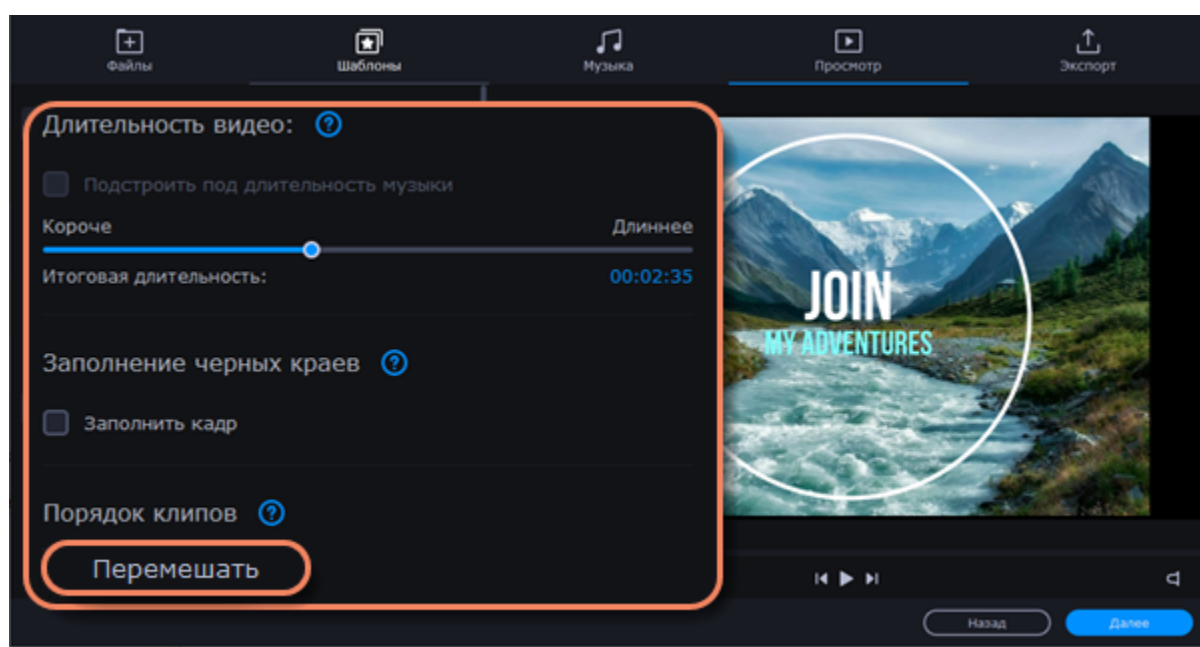 Файлы
Шаблоны
Музыка
Просмотр
Экспорт
Длительность видео: ?
Подстроить под длительность музыки
Короче
Длиннее
Итоговая длительность:
00:02:35
Заполнение черных краев ?
Заполнить кадр
Порядок клипов ?
Перемешать
JOIN
MY ADVENTURES
Назад
Далее